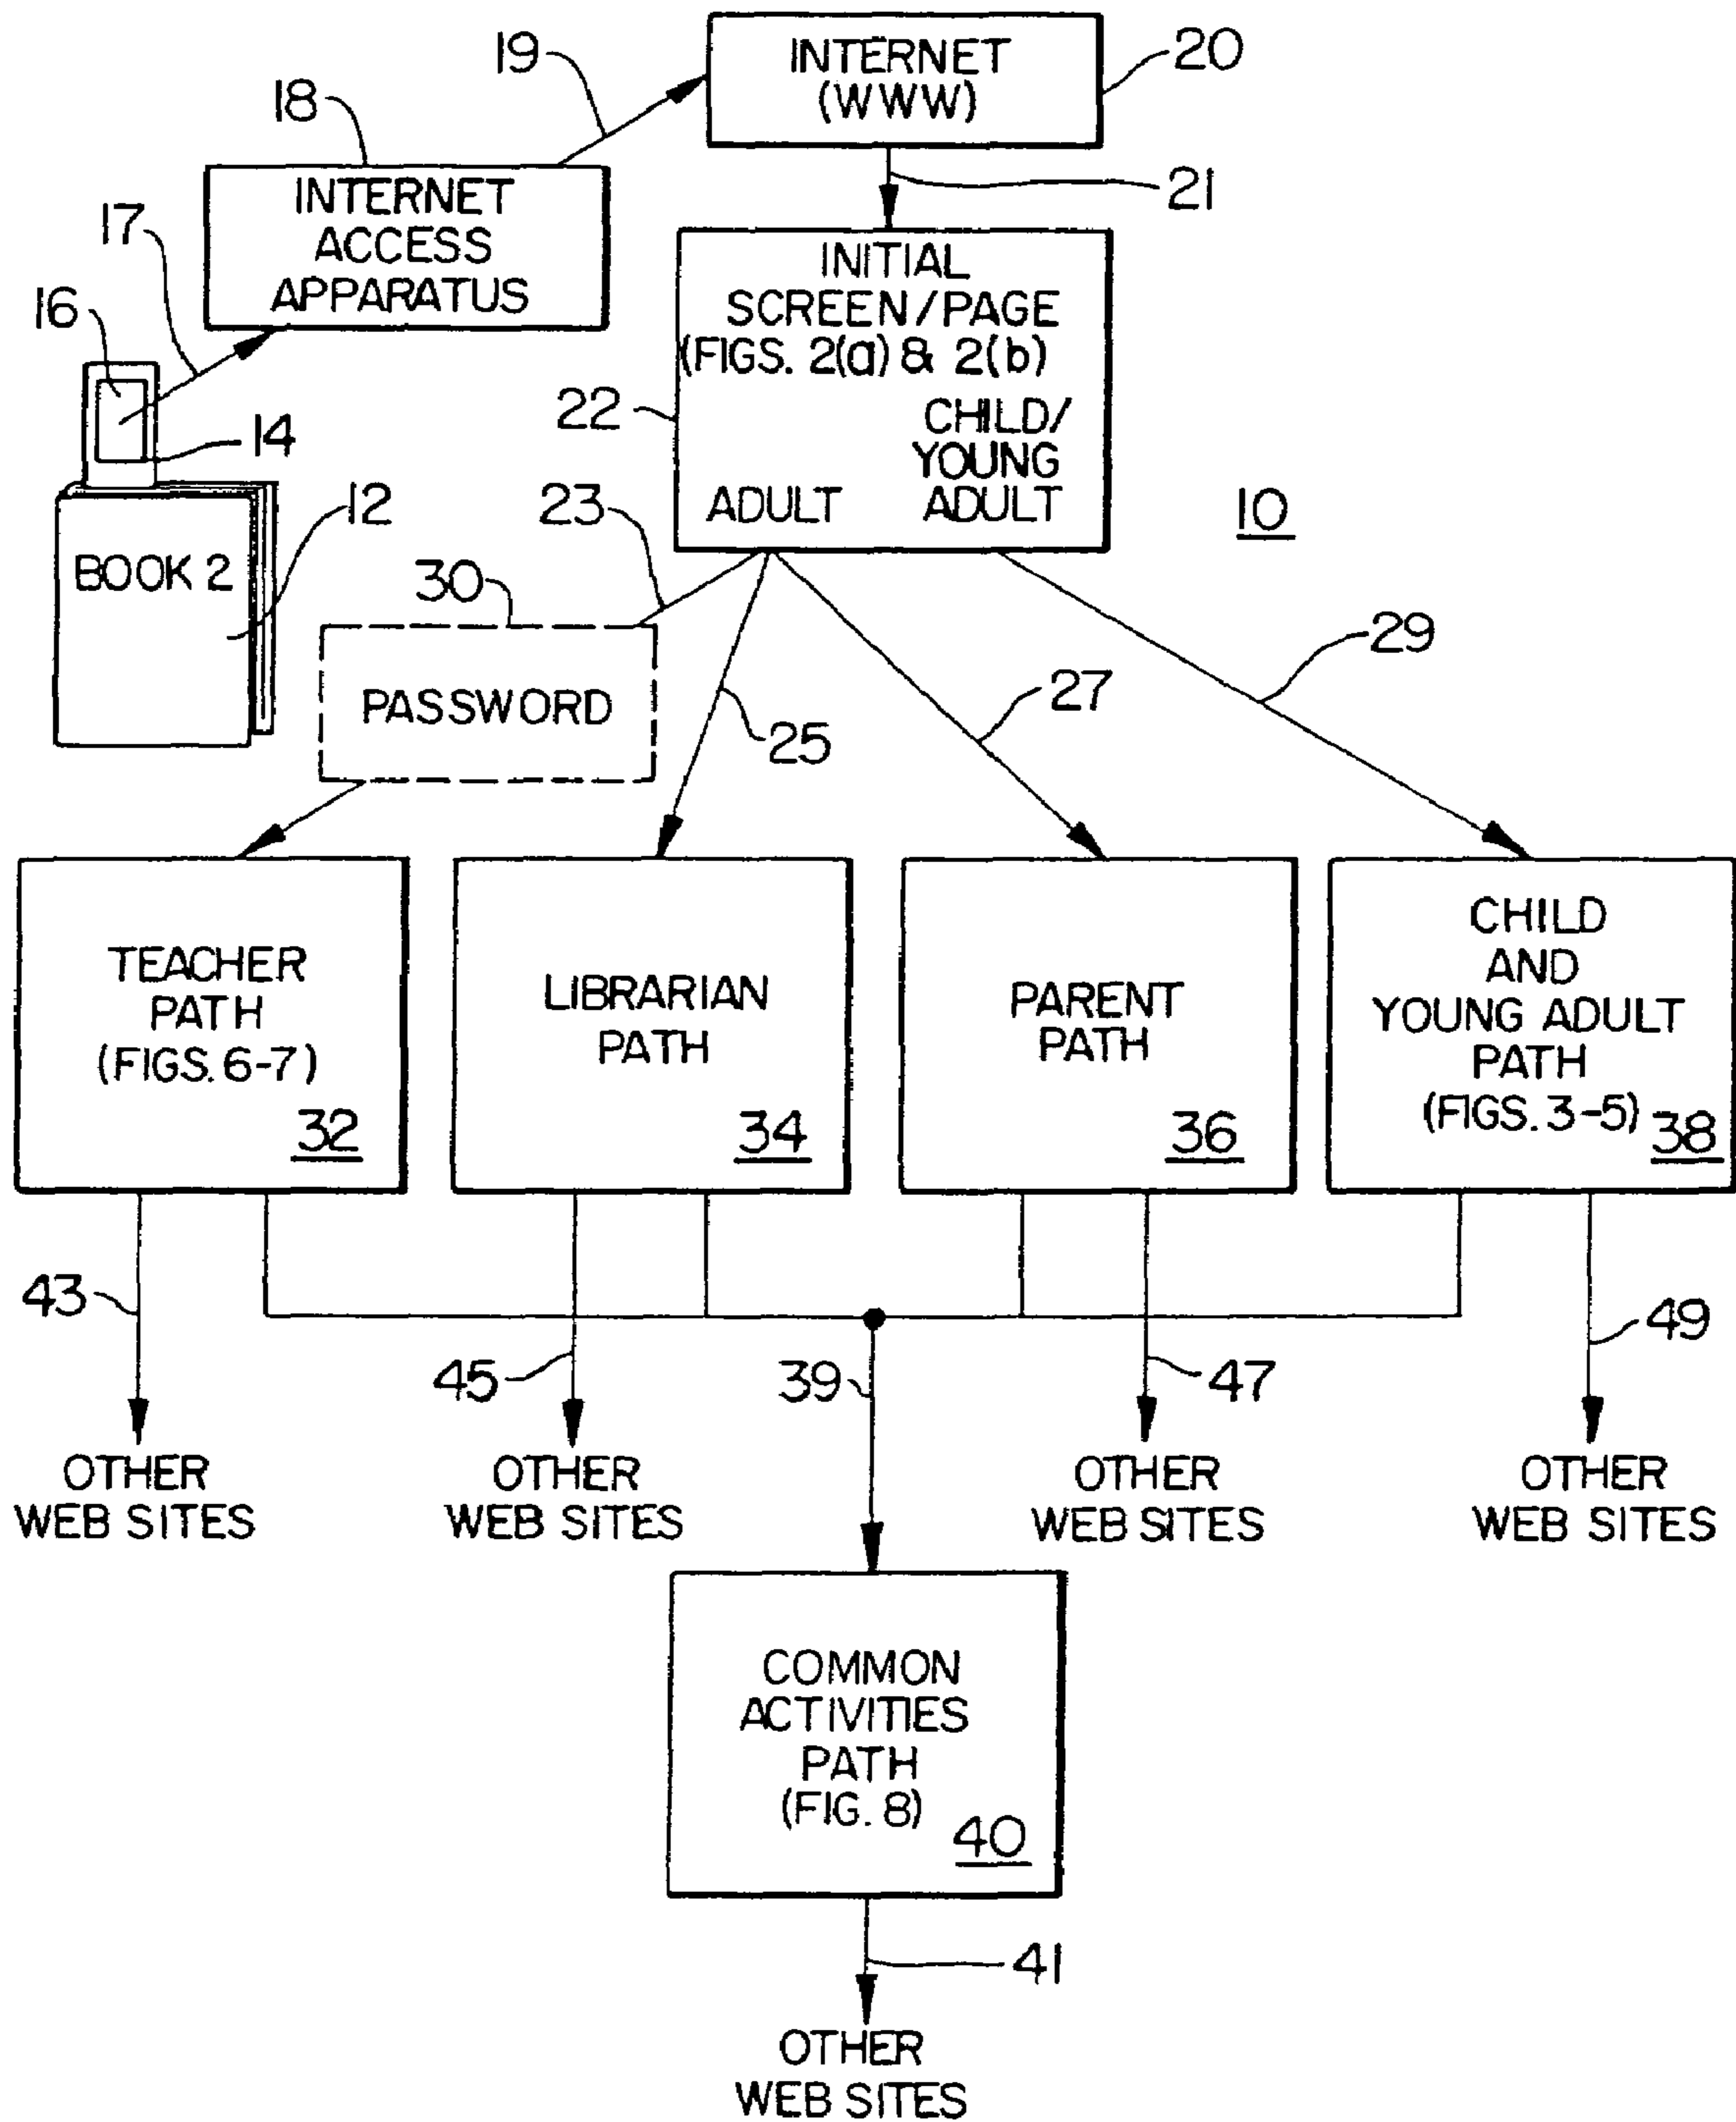 19
INTERNET
(WWW)
20
18
INTERNET
ACCESS
APPARATUS
21
17
16
14
12
BOOK 2
INITIAL
SCREEN/PAGE
(FIGS. 2(a) & 2(b)
22
CHILD/
YOUNG
ADULT
ADULT
10
23
30
PASSWORD
25
27
29
TEACHER
PATH
(FIGS. 6-7)
32
LIBRARIAN
PATH
34
PARENT
PATH
36
CHILD
AND
YOUNG ADULT
PATH
(FIGS. 3-5)
38
43
45
39
47
49
OTHER
WEB SITES
OTHER
WEB SITES
OTHER
WEB SITES
OTHER
WEB SITES
COMMON
ACTIVITIES
PATH
(FIG. 8)
40
41
OTHER
WEB SITES